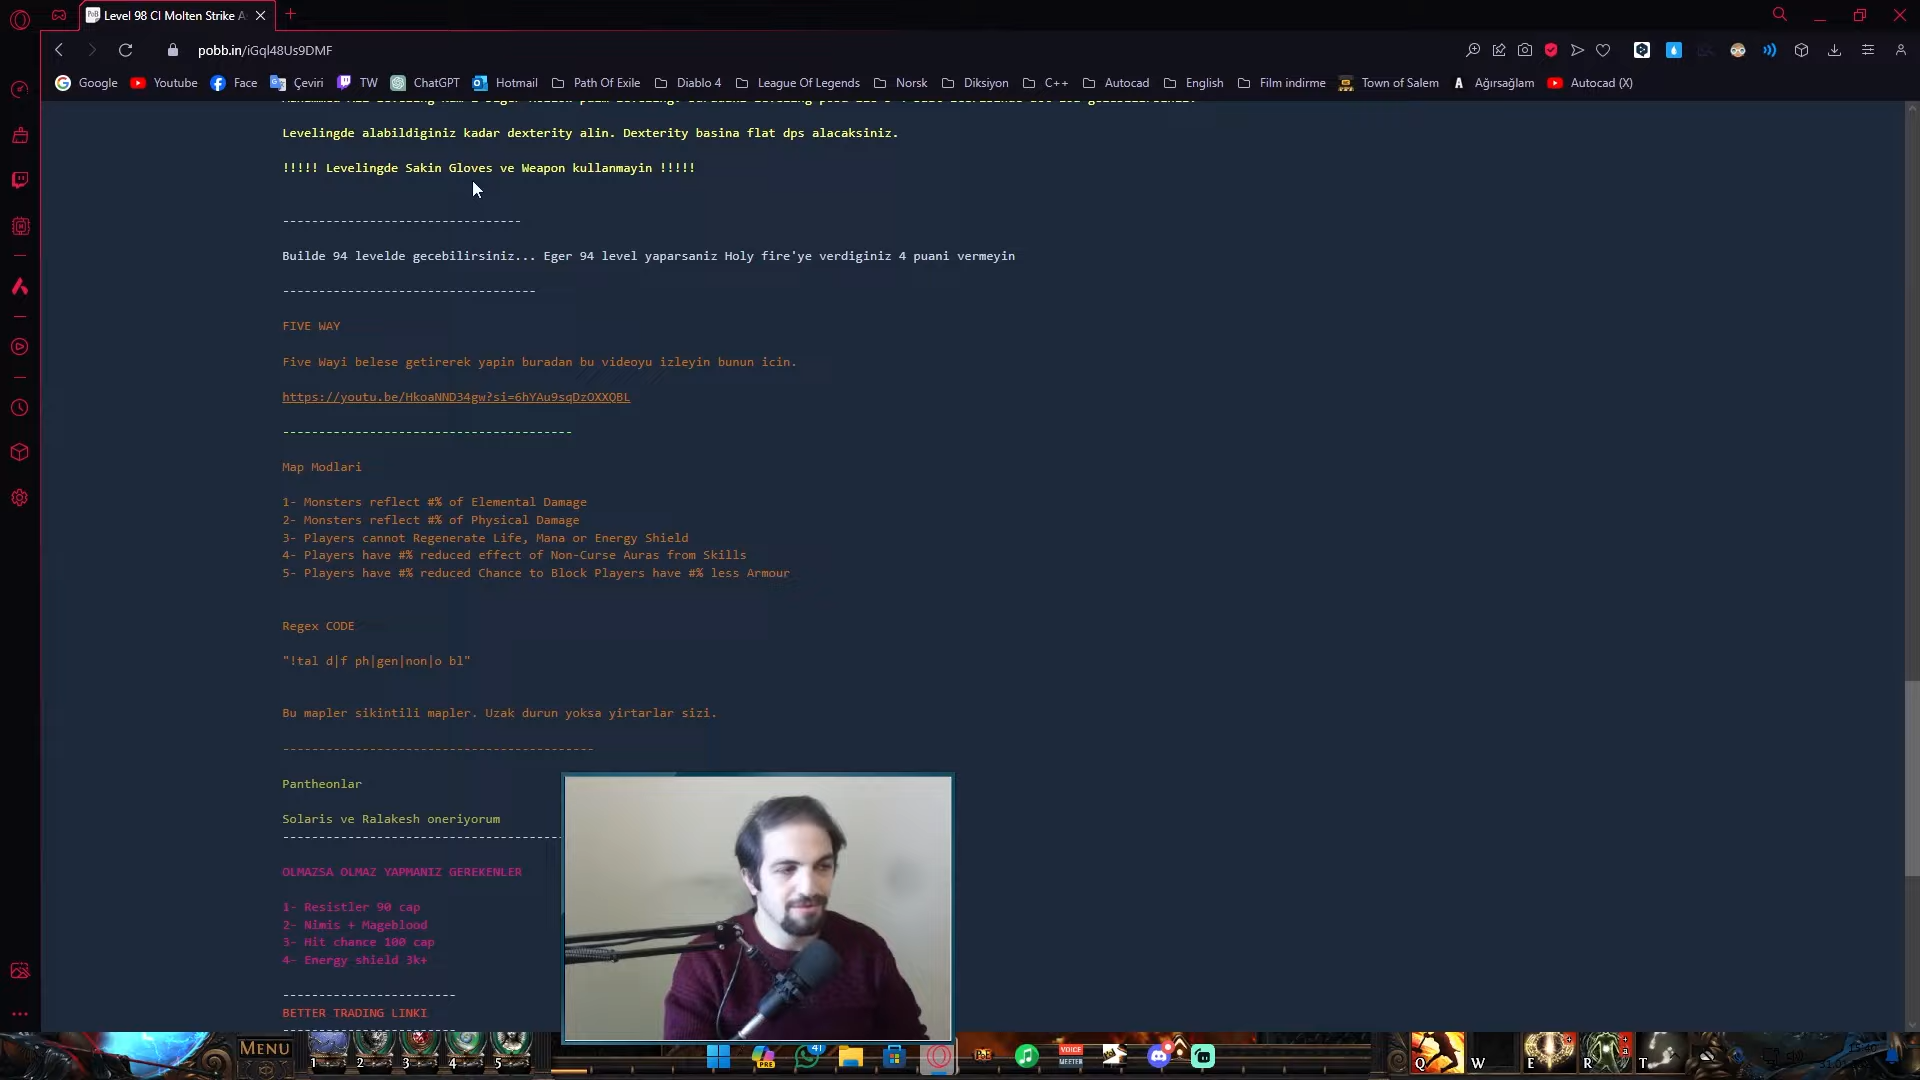 Level 98 CI Molten Strike A
pobb.in/iGql48Us9DMF
Google Youtube Face Çeviri TW ChatGPT Hotmail Path Of Exile Diablo 4 League Of Legends Norsk Diksiyon C++ Autocad English Film indirme Town of Salem Ağırsağlam Autocad (X)
Levelingde alabildiginiz kadar dexterity alin. Dexterity basina flat dps alacaksiniz.
!!!!! Levelingde Sakin Gloves ve Weapon kullanmayin !!!!!
---------------------------------
Builde 94 levelde gecebilirsiniz... Eger 94 level yaparsaniz Holy fire'ye verdiginiz 4 puani vermeyin
-----------------------------------
FIVE WAY
Five Wayi belese getirerek yapin buradan bu videoyu izleyin bunun icin.
https://youtu.be/HkoaNND34gw?si=6hYAu9sqDzOXXQBL
----------------------------------------
Map Modlari
1- Monsters reflect #% of Elemental Damage
2- Monsters reflect #% of Physical Damage
3- Players cannot Regenerate Life, Mana or Energy Shield
4- Players have #% reduced effect of Non-Curse Auras from Skills
5- Players have #% reduced Chance to Block Players have #% less Armour
Regex CODE
"!tal d|f ph|gen|non|o bl"
Bu mapler sikintili mapler. Uzak durun yoksa yirtarlar sizi.
-------------------------------------------
Pantheonlar
Solaris ve Ralakesh oneriyorum
---------------------------------------
OLMAZSA OLMAZ YAPMANIZ GEREKENLER
1- Resistler 90 cap
2- Nimis + Mageblood
3- Hit chance 100 cap
4- Energy shield 3k+
------------------------
BETTER TRADING LINKI
------------------------
MENU 1 2 3 4 5 PRE 41 VOICE MEETER Q W E R T